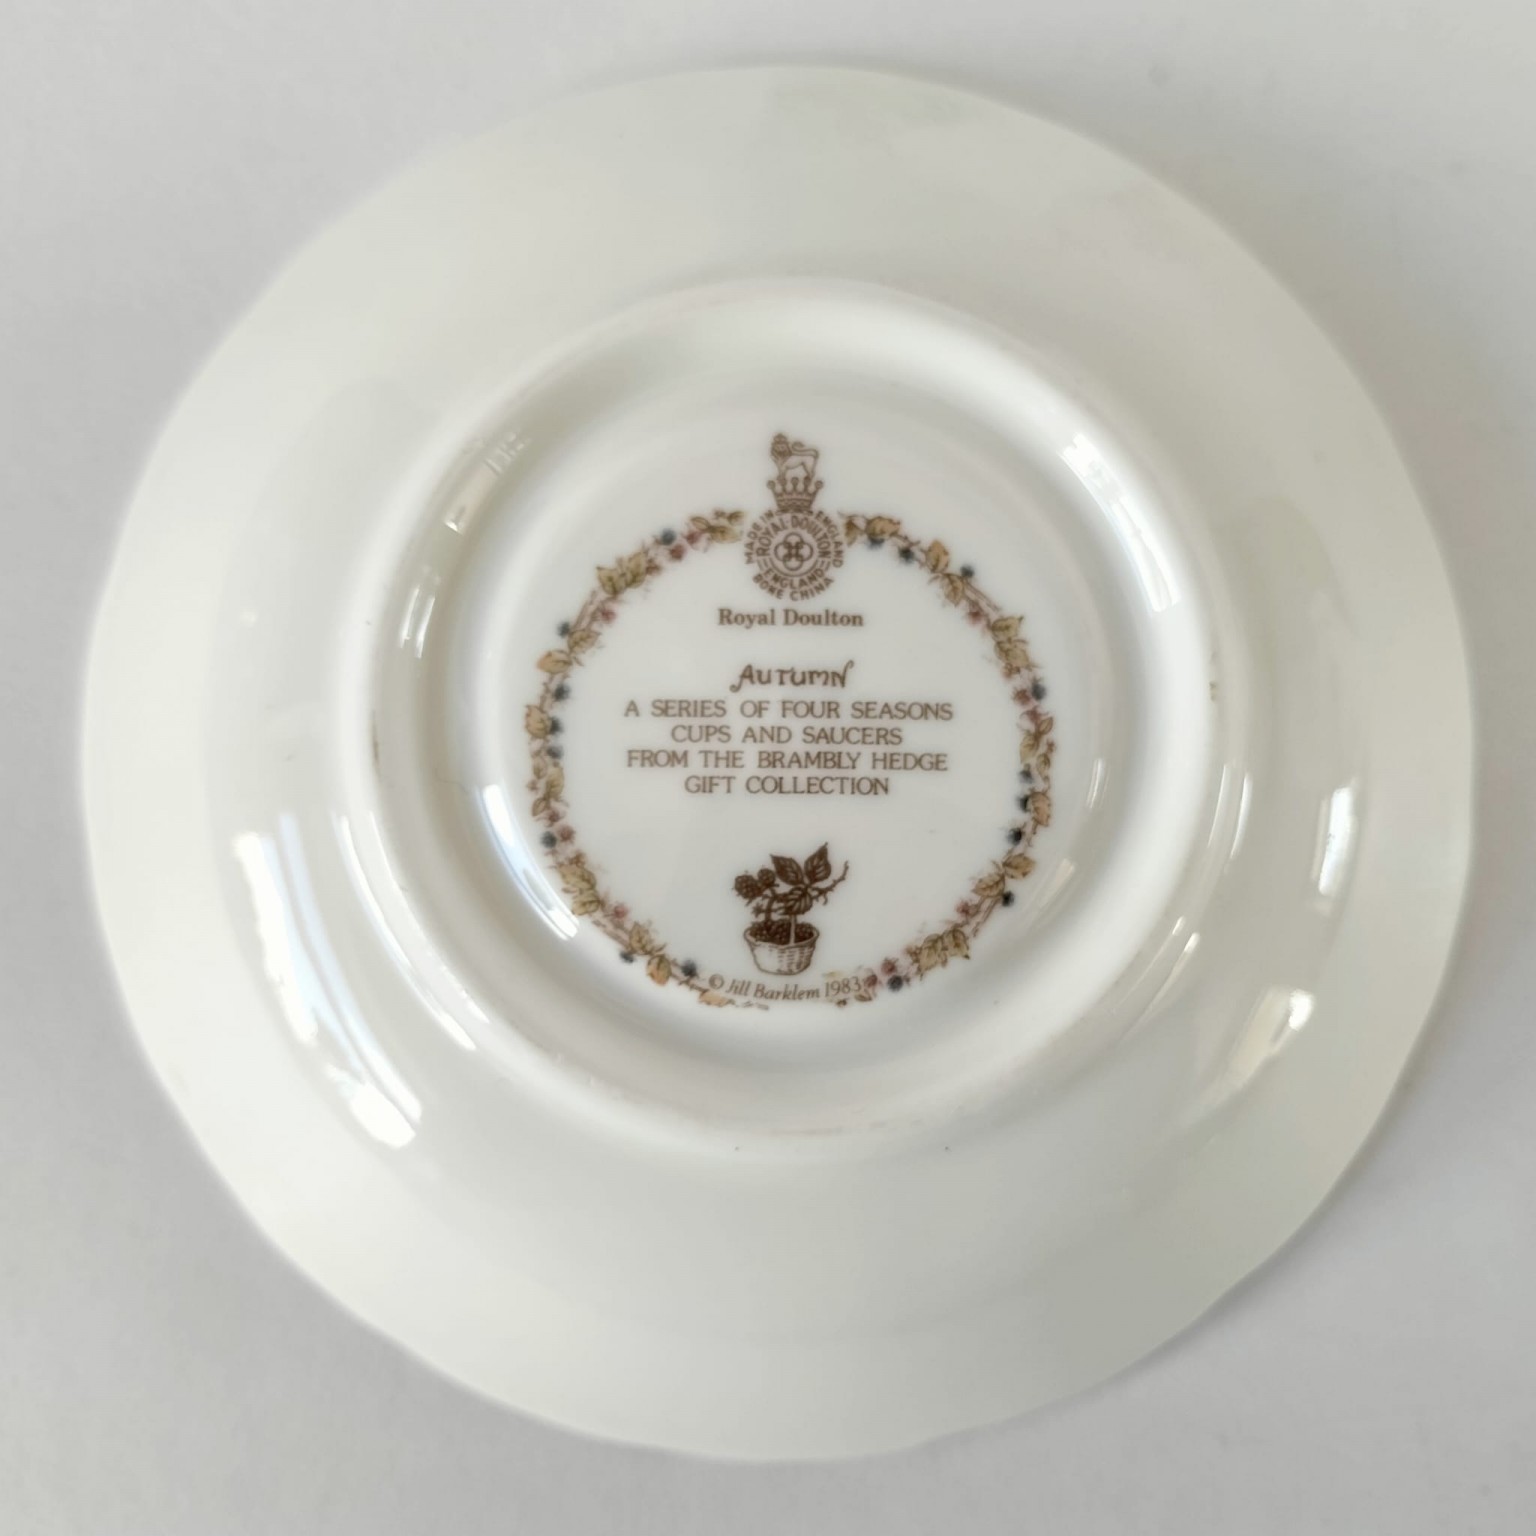 MADE IN ENGLAND
ROYAL DOULTON
ENGLAND
BONE CHINA
Royal Doulton
AUTUMN
A SERIES OF FOUR SEASONS
CUPS AND SAUCERS
FROM THE BRAMBLY HEDGE
GIFT COLLECTION
© Jill Barklem 1983